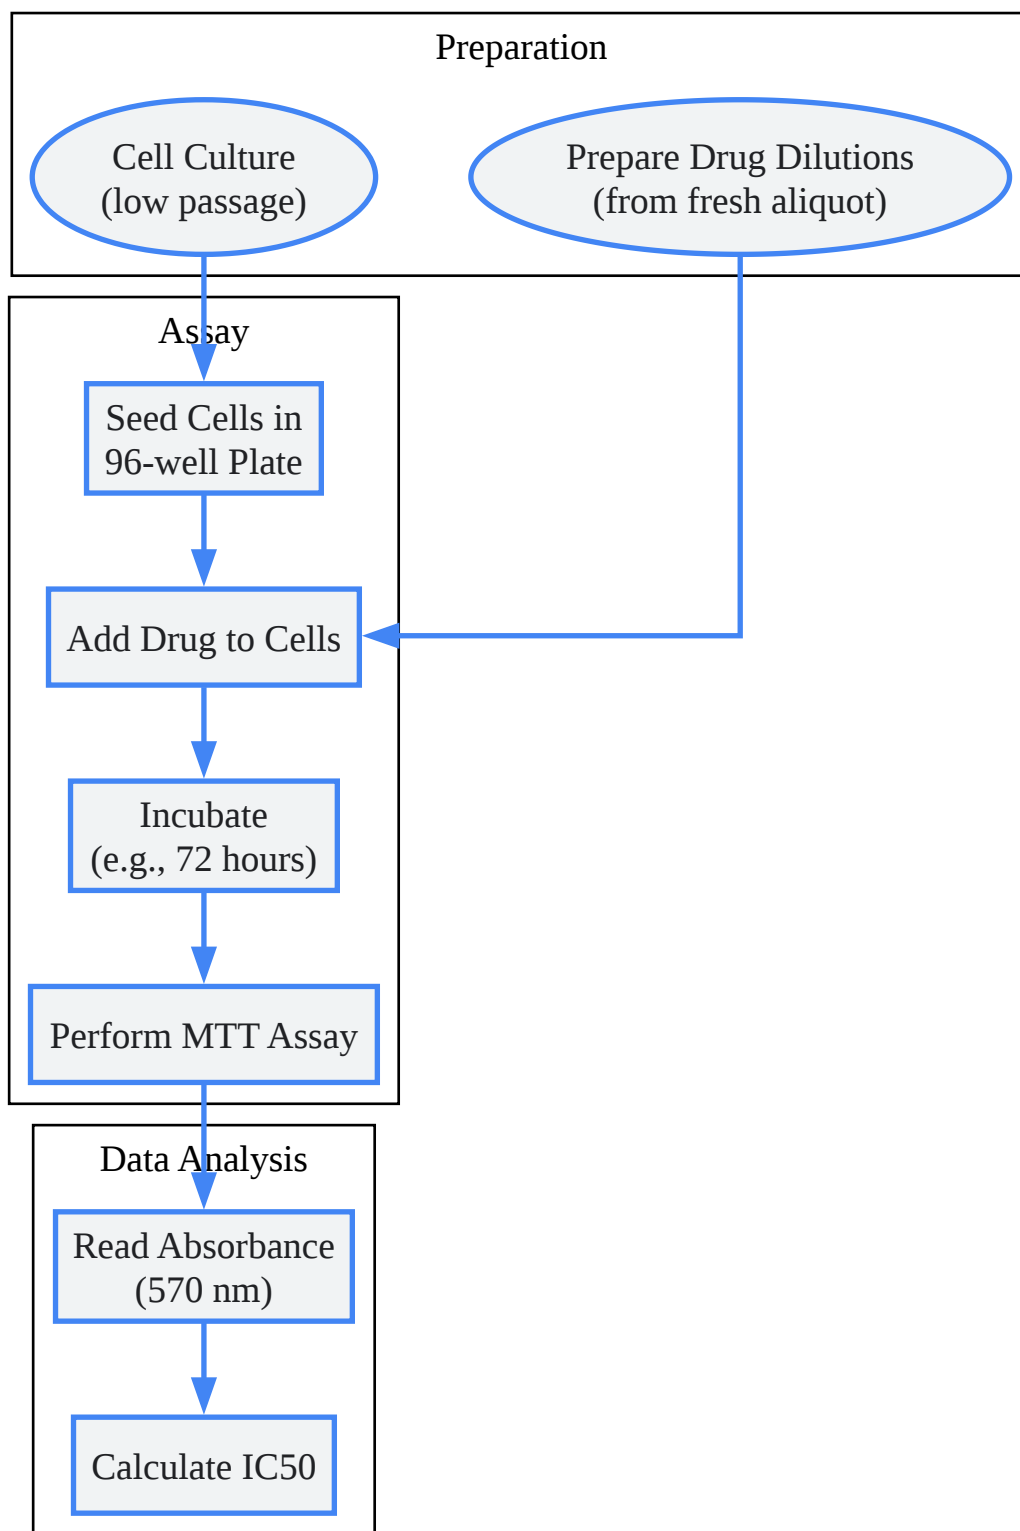 Preparation
Cell Culture
(low passage)
Prepare Drug Dilutions
(from fresh aliquot)
Assay
Seed Cells in
96-well Plate
Add Drug to Cells
Incubate
(e.g., 72 hours)
Perform MTT Assay
Data Analysis
Read Absorbance
(570 nm)
Calculate IC50